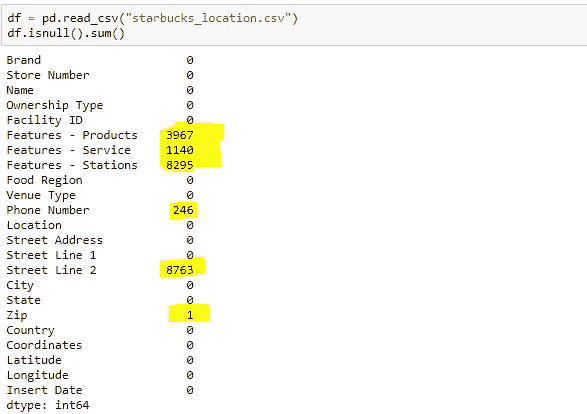 df = pd.read_csv("starbucks_location.csv")
df.isnull().sum()
Brand 0
Store Number 0
Name 0
Ownership Type 0
Facility ID 0
Features - Products 3967
Features - Service 1140
Features - Stations 8295
Food Region 0
Venue Type 0
Phone Number 246
Location 0
Street Address 0
Street Line 1 0
Street Line 2 8763
City 0
State 0
Zip 1
Country 0
Coordinates 0
Latitude 0
Longitude 0
Insert Date 0
dtype: int64